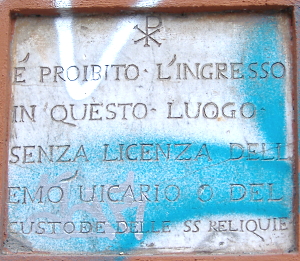 ☧
É PROIBITO · L'INGRESSO
IN QUESTO · LUOGO ·
SENZA LICENZA DELL
EMO UICARIO O DEL
CUSTODE DELLE SS RELIQUIE